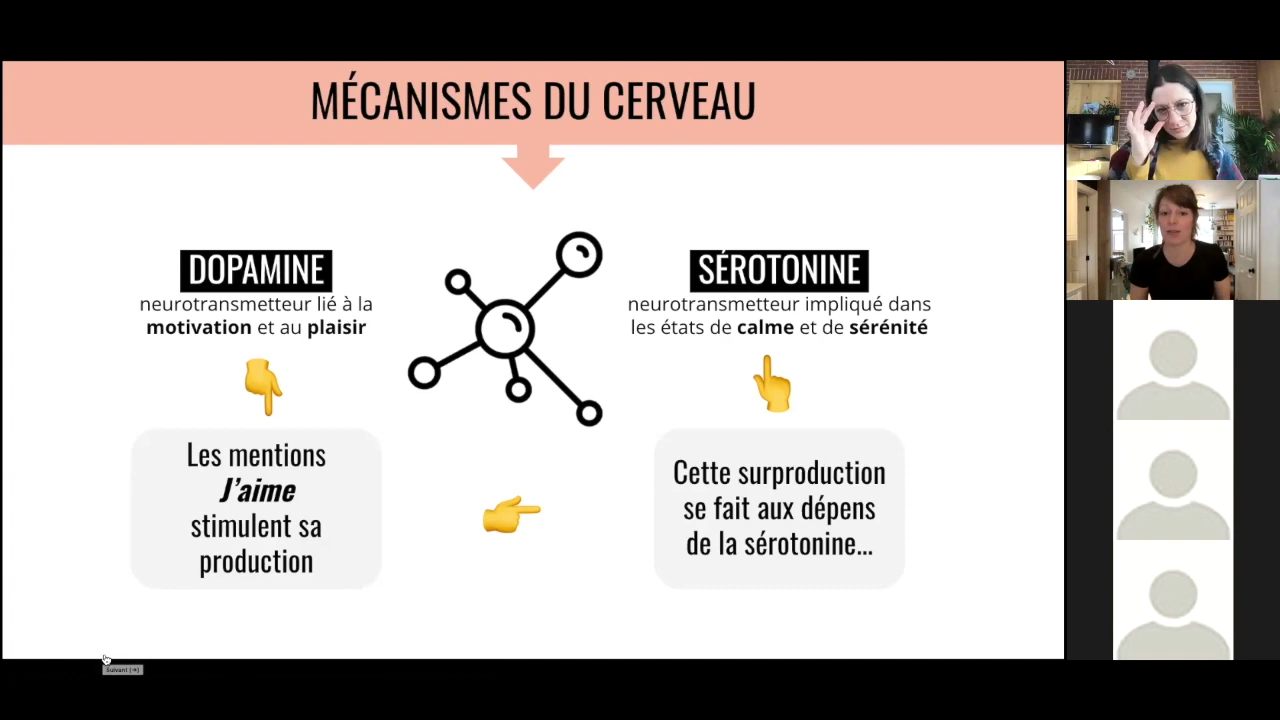 MÉCANISMES DU CERVEAU
DOPAMINE
neurotransmetteur lié à la
motivation et au plaisir
Les mentions
J'aime
stimulent sa
production
SÉROTONINE
neurotransmetteur impliqué dans
les états de calme et de sérénité
Cette surproduction
se fait aux dépens
de la sérotonine...
Suivant (➔)